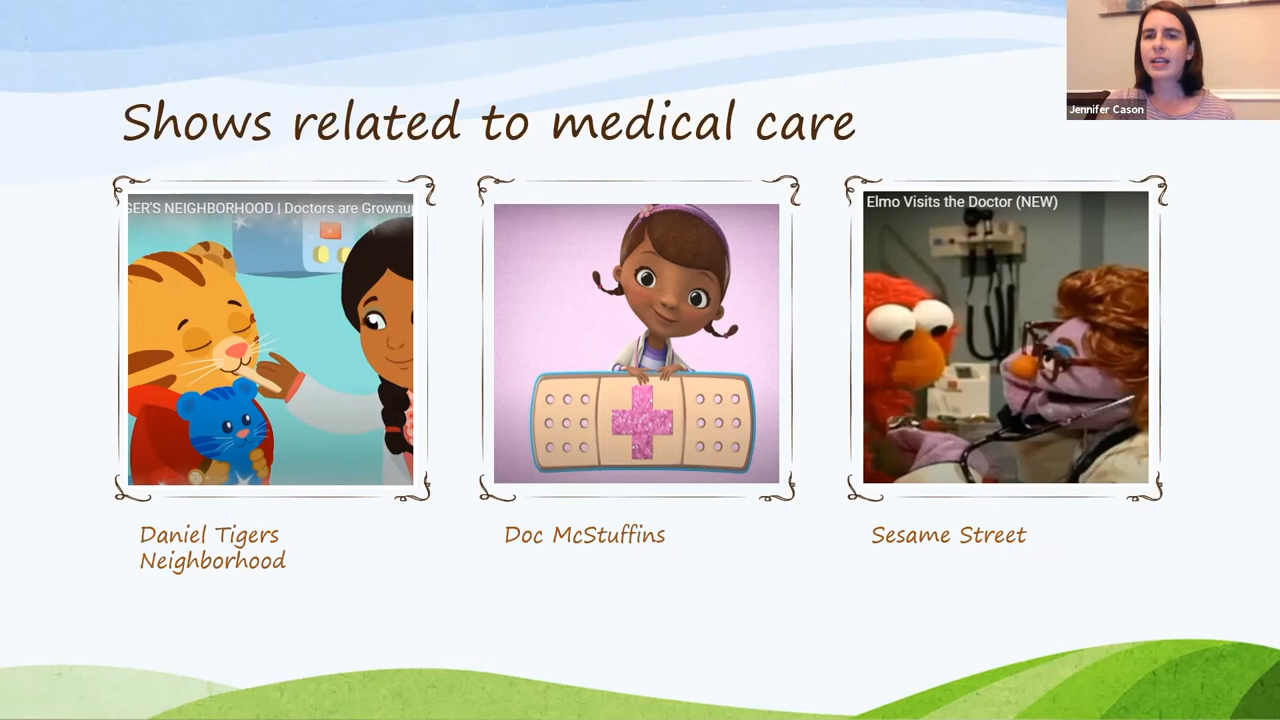 Jennifer Cason
Shows related to medical care
GER'S NEIGHBORHOOD | Doctors are Grownu
Elmo Visits the Doctor (NEW)
Daniel Tigers
Neighborhood
Doc McStuffins
Sesame Street